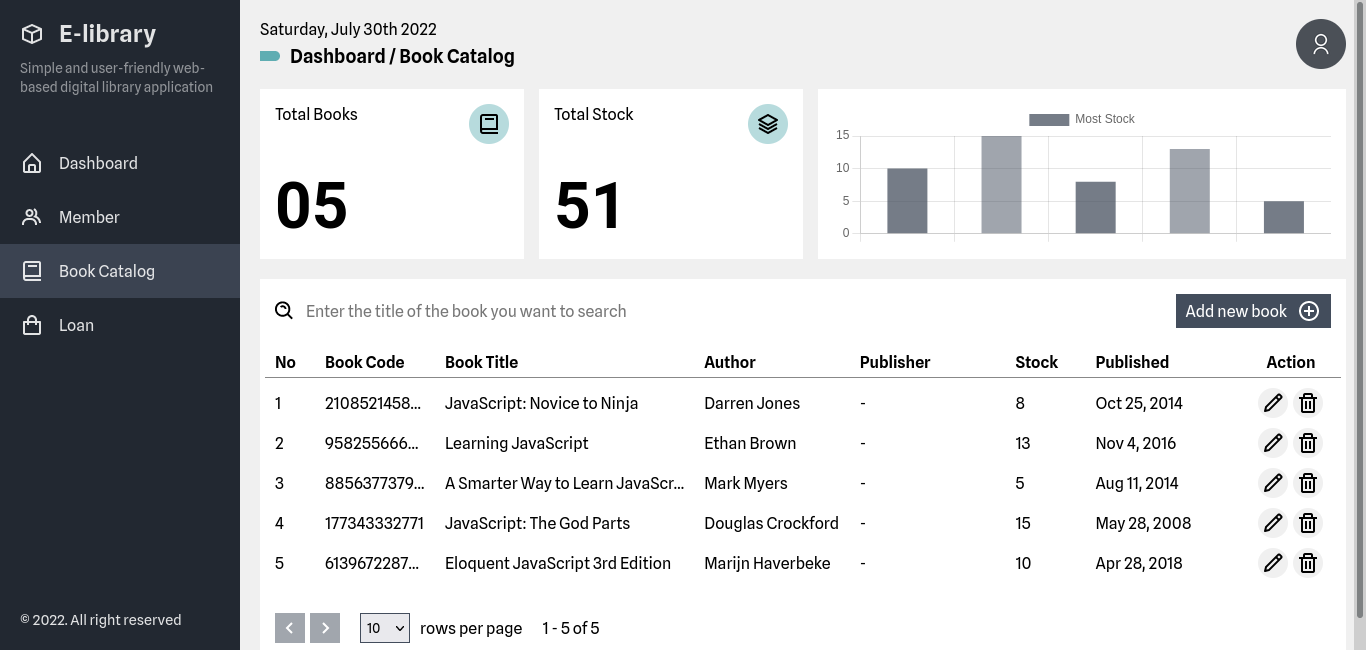 E-library
Simple and user-friendly web-
based digital library application
Dashboard
Member
Book Catalog
Loan
© 2022. All right reserved
Saturday, July 30th 2022
Dashboard / Book Catalog
Total Books
05
Total Stock
51
Most Stock
15
10
5
0
Enter the title of the book you want to search
Add new book
No Book Code Book Title Author Publisher Stock Published Action
1 2108521458... JavaScript: Novice to Ninja Darren Jones - 8 Oct 25, 2014
2 958255666... Learning JavaScript Ethan Brown - 13 Nov 4, 2016
3 8856377379... A Smarter Way to Learn JavaScr... Mark Myers - 5 Aug 11, 2014
4 177343332771 JavaScript: The God Parts Douglas Crockford - 15 May 28, 2008
5 6139672287... Eloquent JavaScript 3rd Edition Marijn Haverbeke - 10 Apr 28, 2018
10 rows per page 1 - 5 of 5